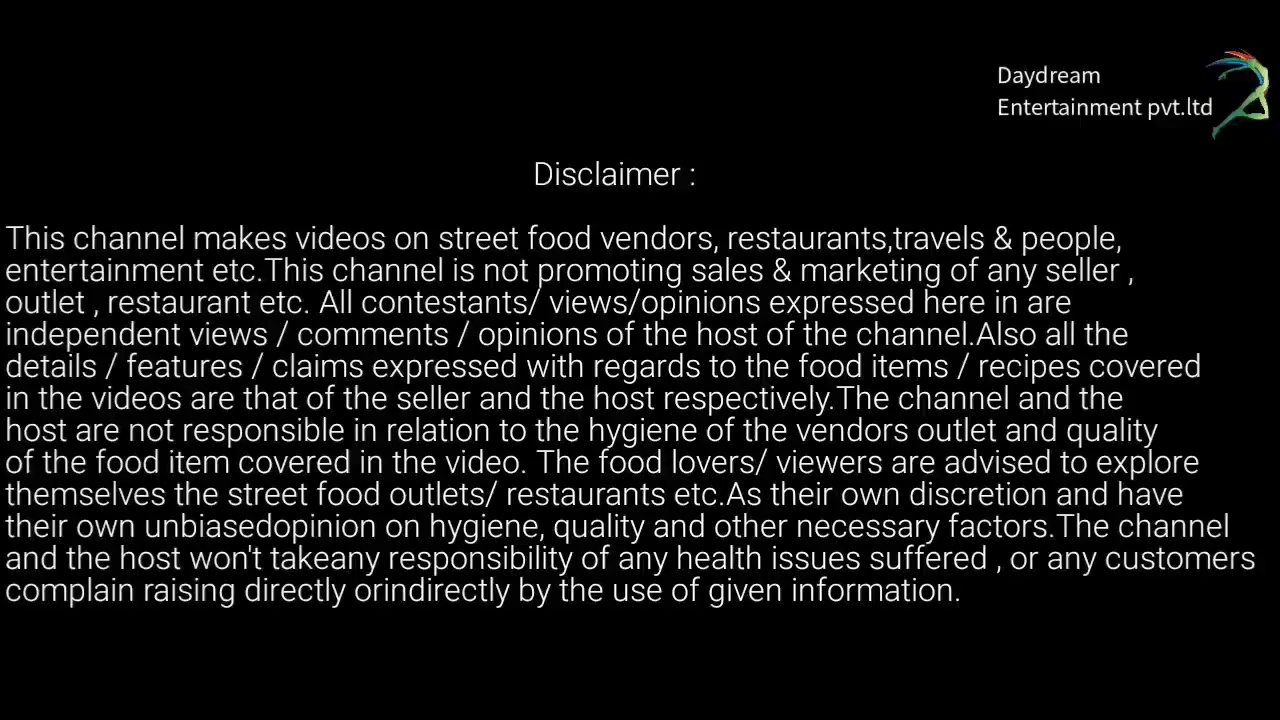 Daydream
Entertainment pvt.ltd
Disclaimer :
This channel makes videos on street food vendors, restaurants,travels & people,
entertainment etc.This channel is not promoting sales & marketing of any seller ,
outlet , restaurant etc. All contestants/ views/opinions expressed here in are
independent views / comments / opinions of the host of the channel.Also all the
details / features / claims expressed with regards to the food items / recipes covered
in the videos are that of the seller and the host respectively.The channel and the
host are not responsible in relation to the hygiene of the vendors outlet and quality
of the food item covered in the video. The food lovers/ viewers are advised to explore
themselves the street food outlets/ restaurants etc.As their own discretion and have
their own unbiasedopinion on hygiene, quality and other necessary factors.The channel
and the host won't takeany responsibility of any health issues suffered , or any customers
complain raising directly orindirectly by the use of given information.